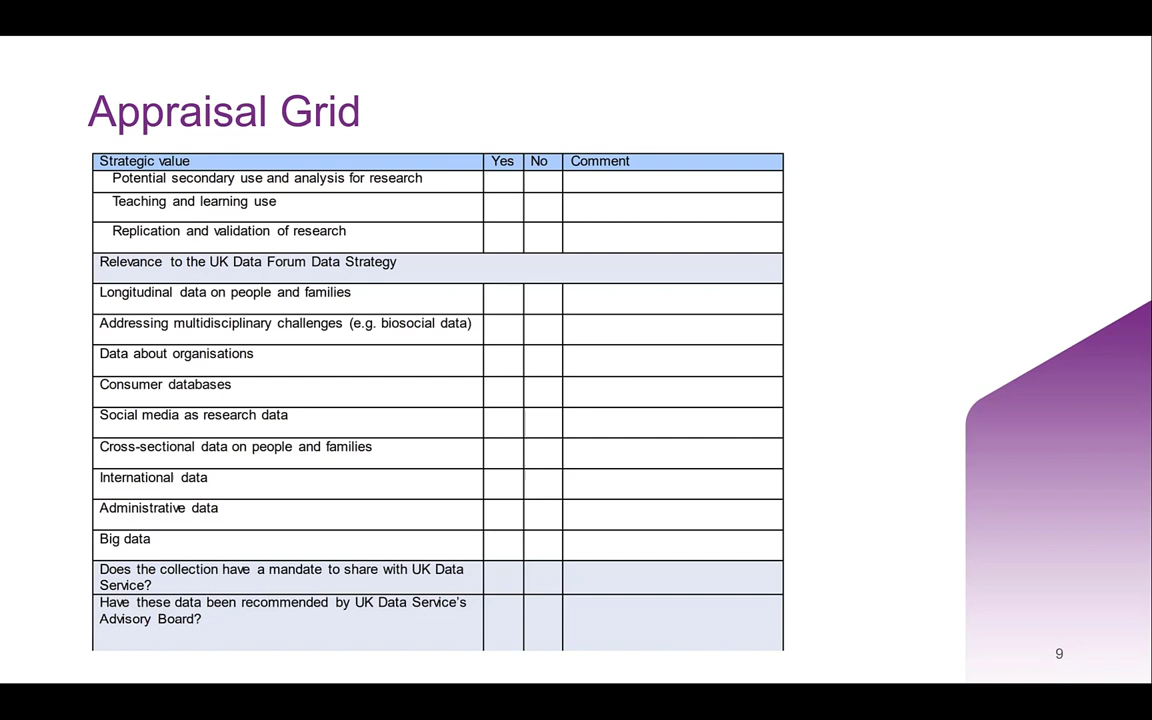 Appraisal Grid
Strategic value Yes No Comment
Potential secondary use and analysis for research
Teaching and learning use
Replication and validation of research
Relevance to the UK Data Forum Data Strategy
Longitudinal data on people and families
Addressing multidisciplinary challenges (e.g. biosocial data)
Data about organisations
Consumer databases
Social media as research data
Cross-sectional data on people and families
International data
Administrative data
Big data
Does the collection have a mandate to share with UK Data
Service?
Have these data been recommended by UK Data Service's
Advisory Board?
9